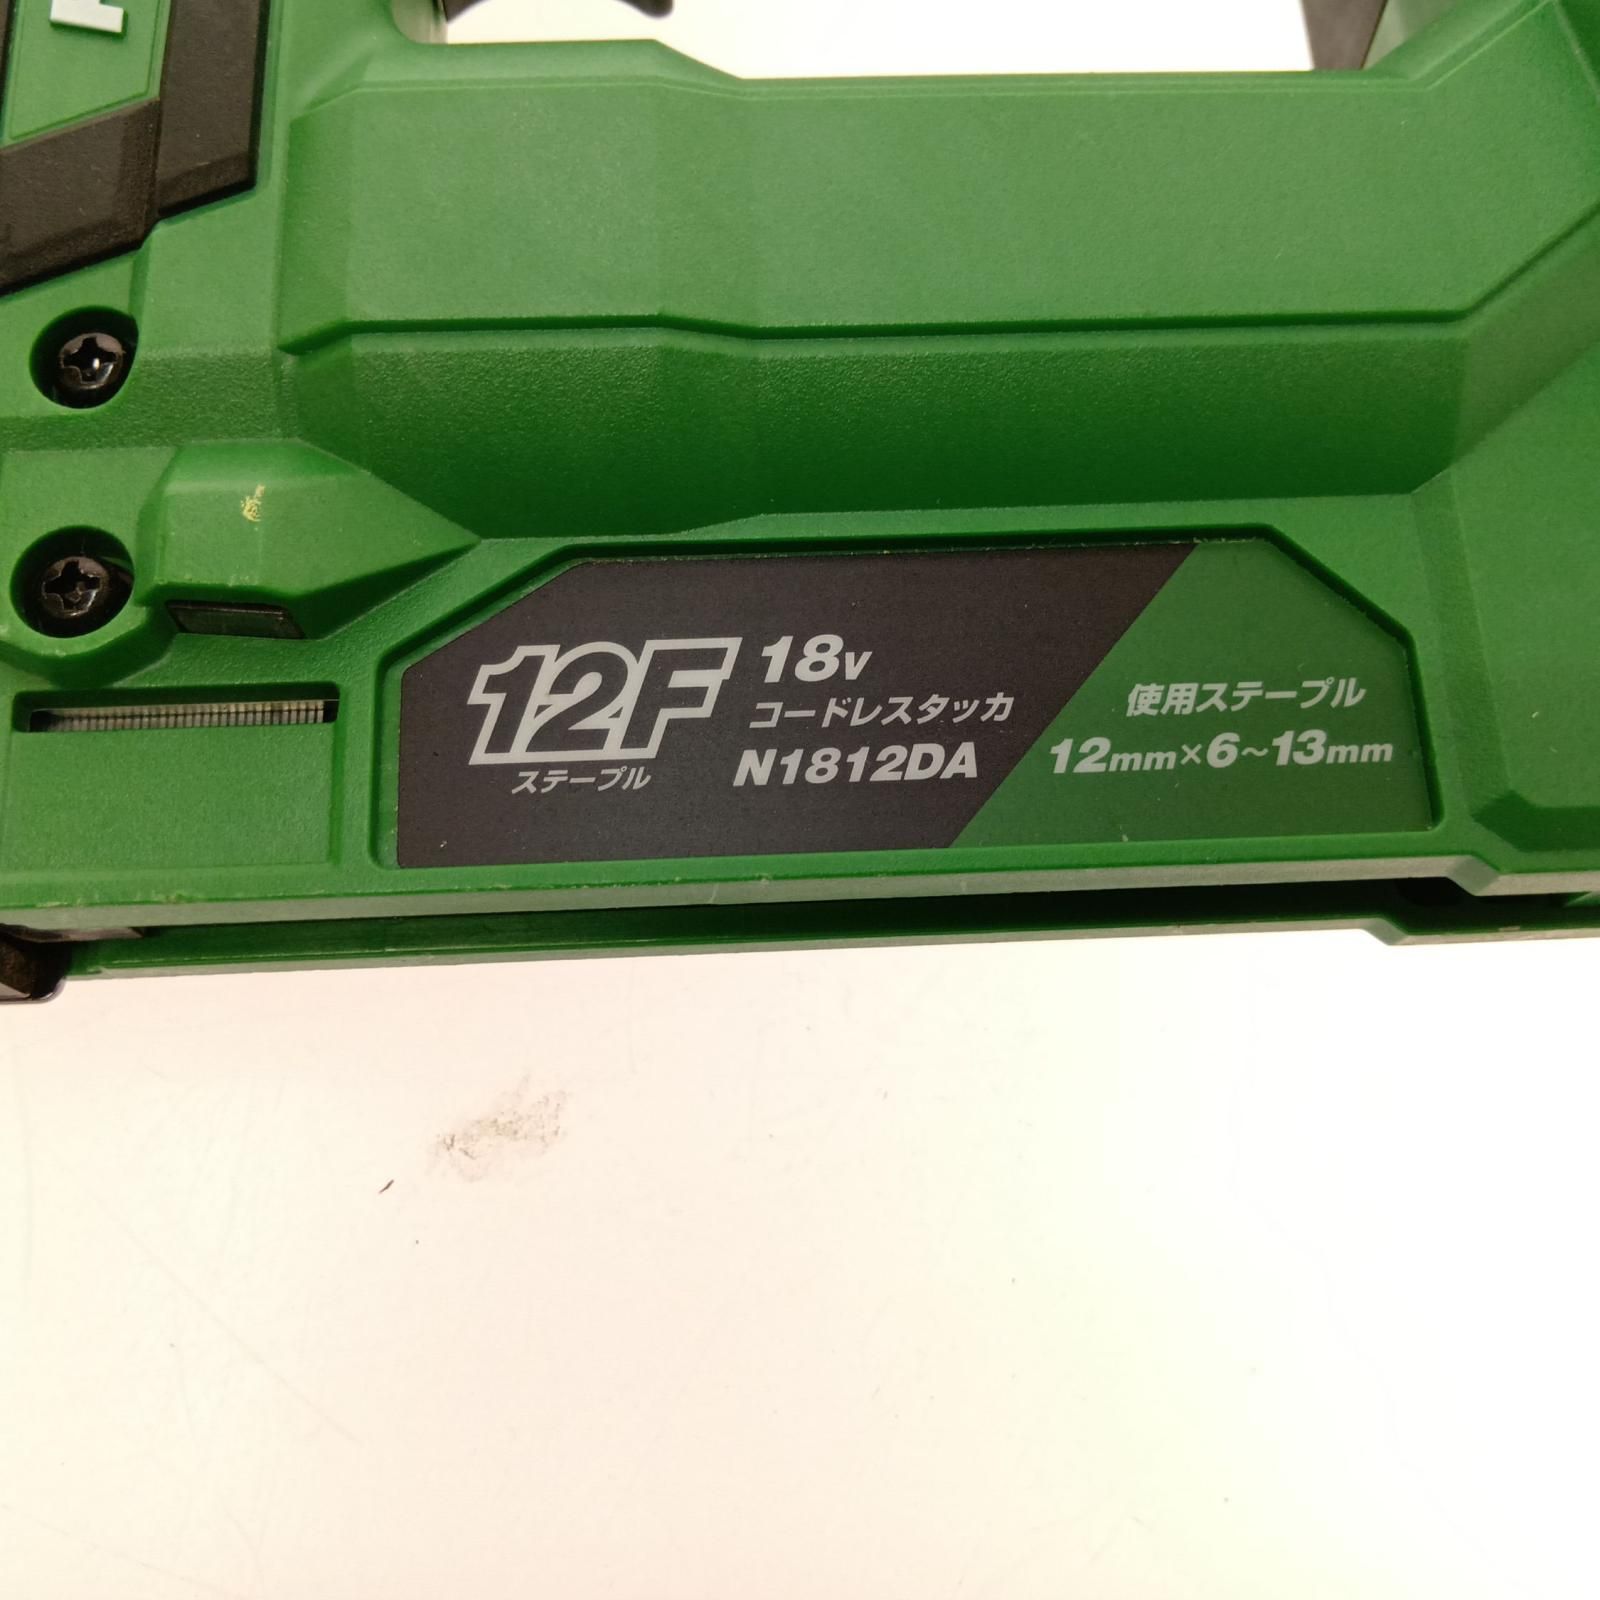 12F
ステープル
18V
コードレスタッカ
N1812DA
使用ステープル
12mm×6~13mm